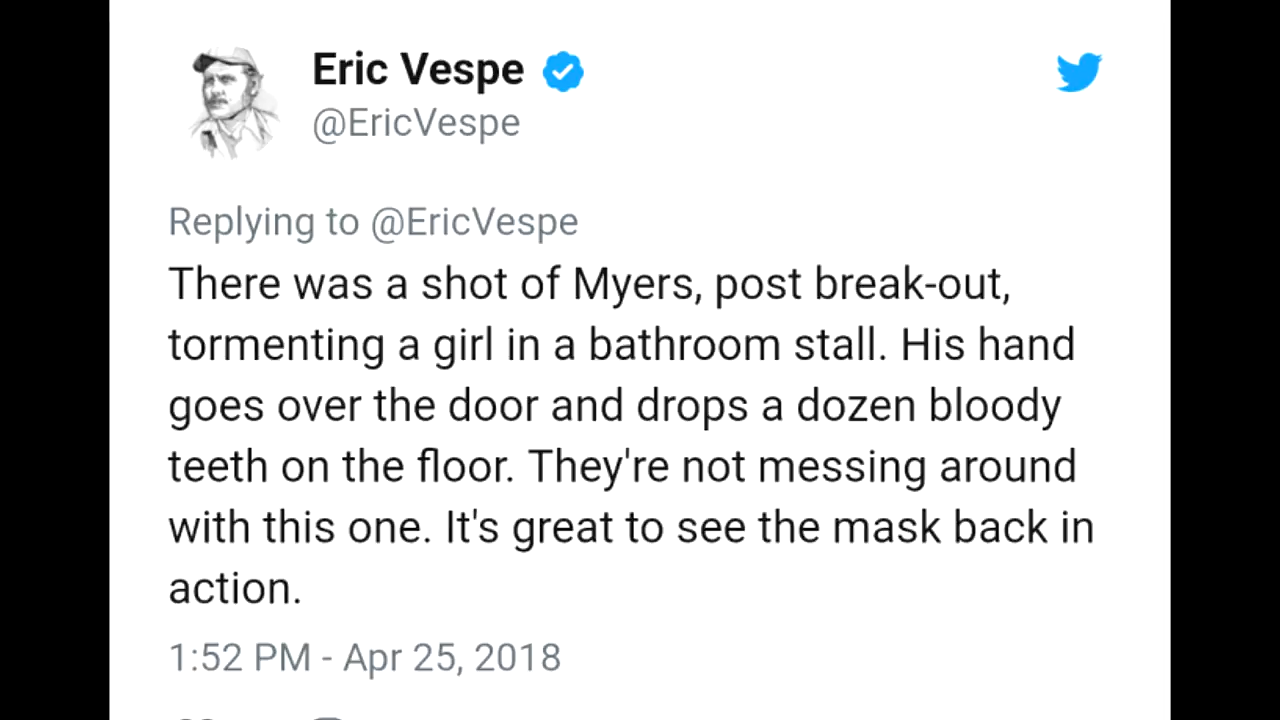 Eric Vespe
@EricVespe
Replying to @EricVespe
There was a shot of Myers, post break-out,
tormenting a girl in a bathroom stall. His hand
goes over the door and drops a dozen bloody
teeth on the floor. They're not messing around
with this one. It's great to see the mask back in
action.
1:52 PM - Apr 25, 2018